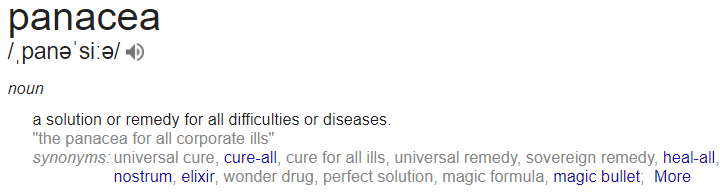 panacea
/ˌpanəˈsiːə/
noun
a solution or remedy for all difficulties or diseases.
"the panacea for all corporate ills"
synonyms: universal cure, cure-all, cure for all ills, universal remedy, sovereign remedy, heal-all,
nostrum, elixir, wonder drug, perfect solution, magic formula, magic bullet; More